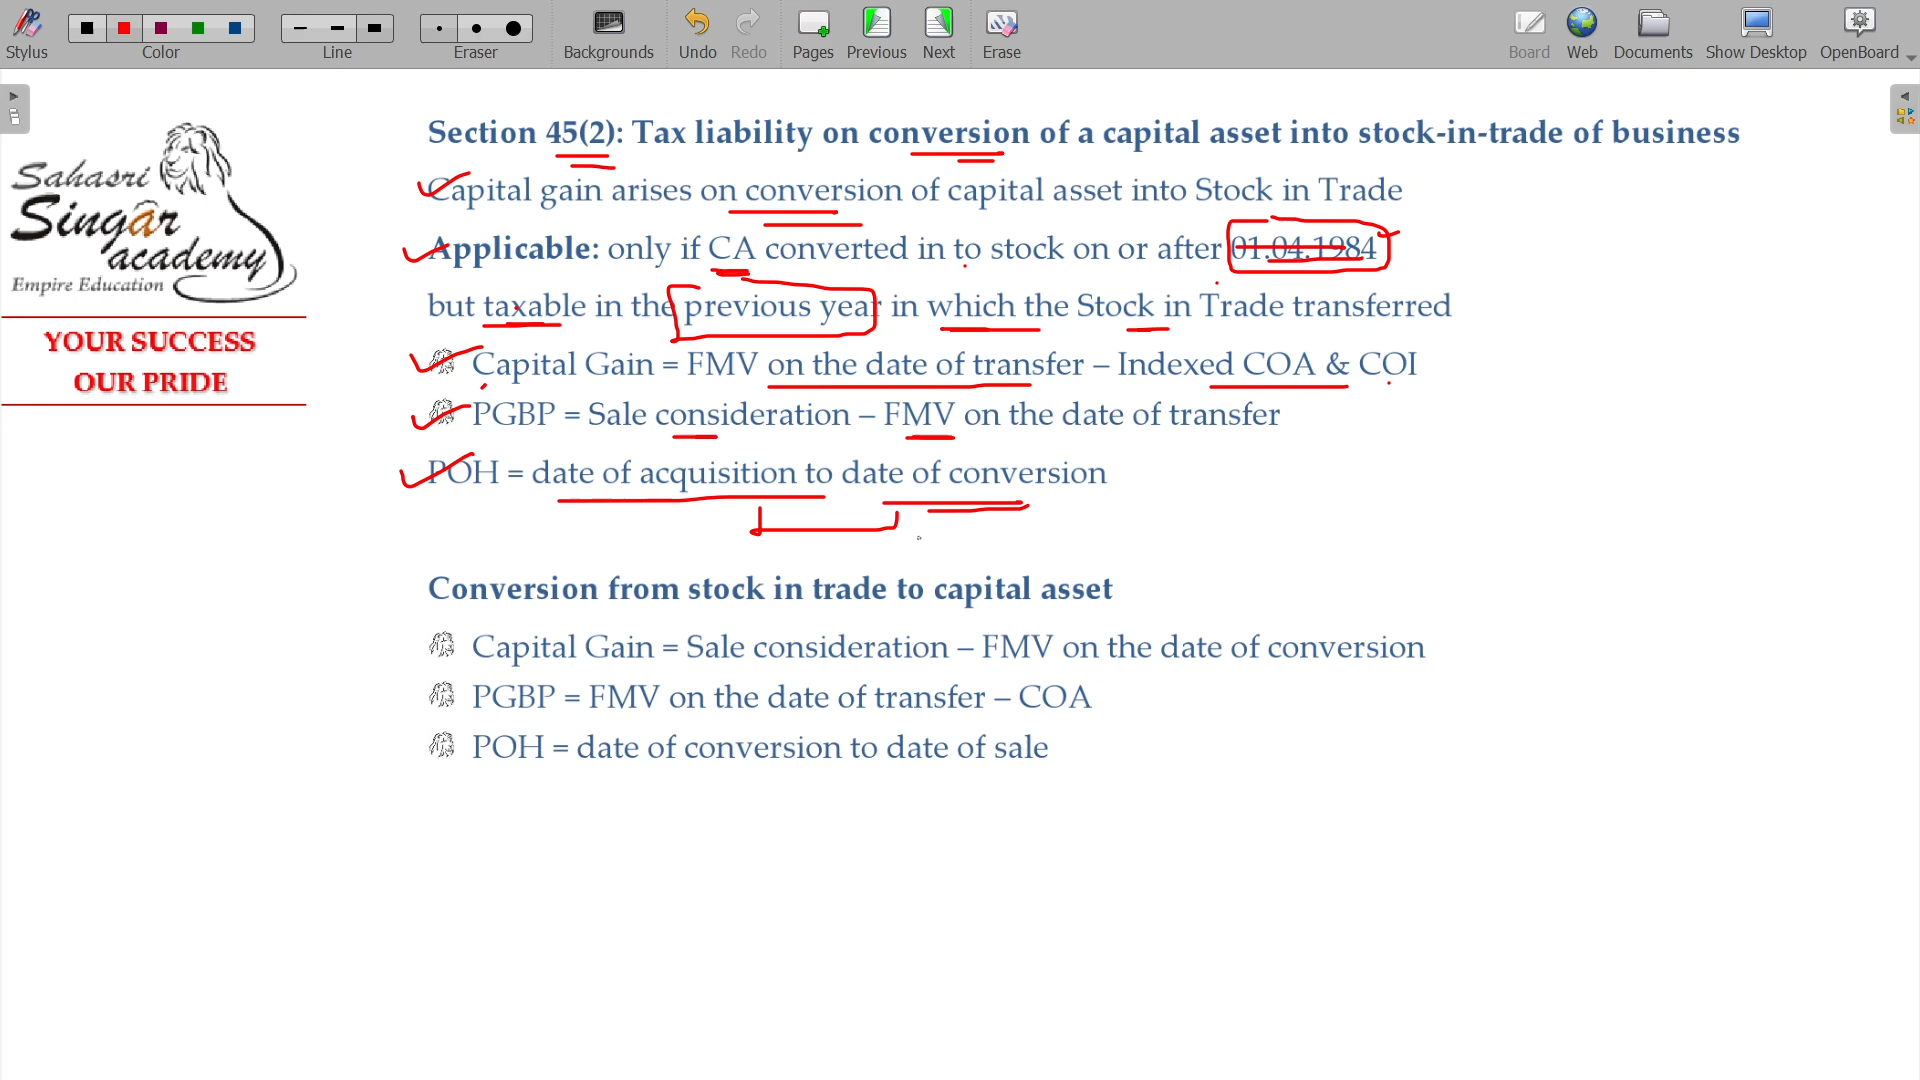 Stylus
Color
Line
Eraser
Backgrounds
Undo
Redo
Pages
Previous
Next
Erase
Board
Web
Documents
Show Desktop
OpenBoard
Sahasri
Singar
academy
Empire Education
YOUR SUCCESS
OUR PRIDE
Section 45(2): Tax liability on conversion of a capital asset into stock-in-trade of business
Capital gain arises on conversion of capital asset into Stock in Trade
Applicable: only if CA converted in to stock on or after 01.04.1984
but taxable in the previous year in which the Stock in Trade transferred
Capital Gain = FMV on the date of transfer – Indexed COA & COI
PGBP = Sale consideration – FMV on the date of transfer
POH = date of acquisition to date of conversion
Conversion from stock in trade to capital asset
Capital Gain = Sale consideration – FMV on the date of conversion
PGBP = FMV on the date of transfer – COA
POH = date of conversion to date of sale